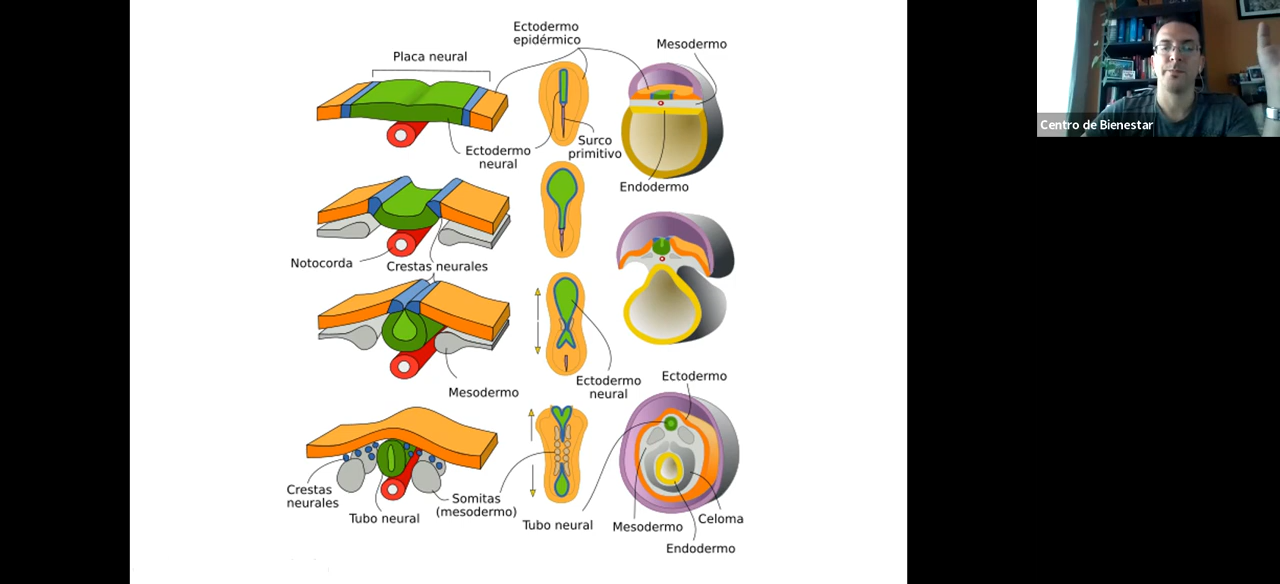 Ectodermo
epidérmico
Mesodermo
Placa neural
Ectodermo
neural
Surco
primitivo
Endodermo
Notocorda
Crestas neurales
Mesodermo
Ectodermo
neural
Ectodermo
Crestas
neurales
Tubo neural
Somitas
(mesodermo)
Tubo neural
Mesodermo
Celoma
Endodermo
Centro de Bienestar